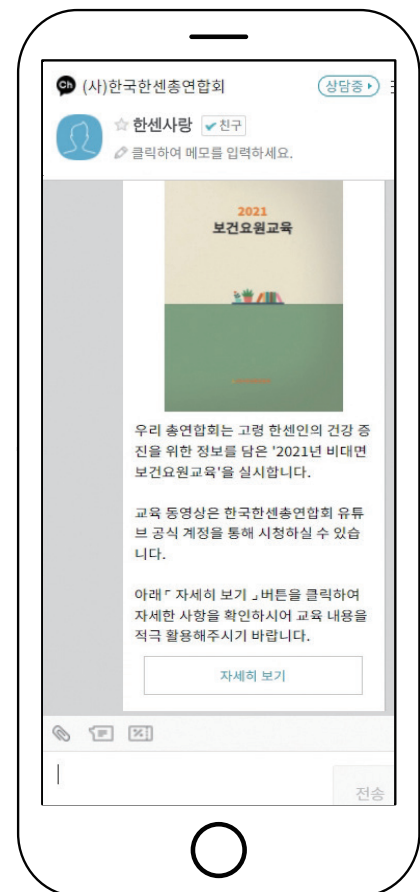 Ch (사)한국한센총연합회 상담중
한센사랑 친구
클릭하여 메모를 입력하세요.
2021
보건요원교육
우리 총연합회는 고령 한센인의 건강 증
진을 위한 정보를 담은 '2021년 비대면
보건요원교육'을 실시합니다.
교육 동영상은 한국한센총연합회 유튜
브 공식 계정을 통해 시청하실 수 있습
니다.
아래「 자세히 보기 」버튼을 클릭하여
자세한 사항을 확인하시어 교육 내용을
적극 활용해주시기 바랍니다.
자세히 보기
전송